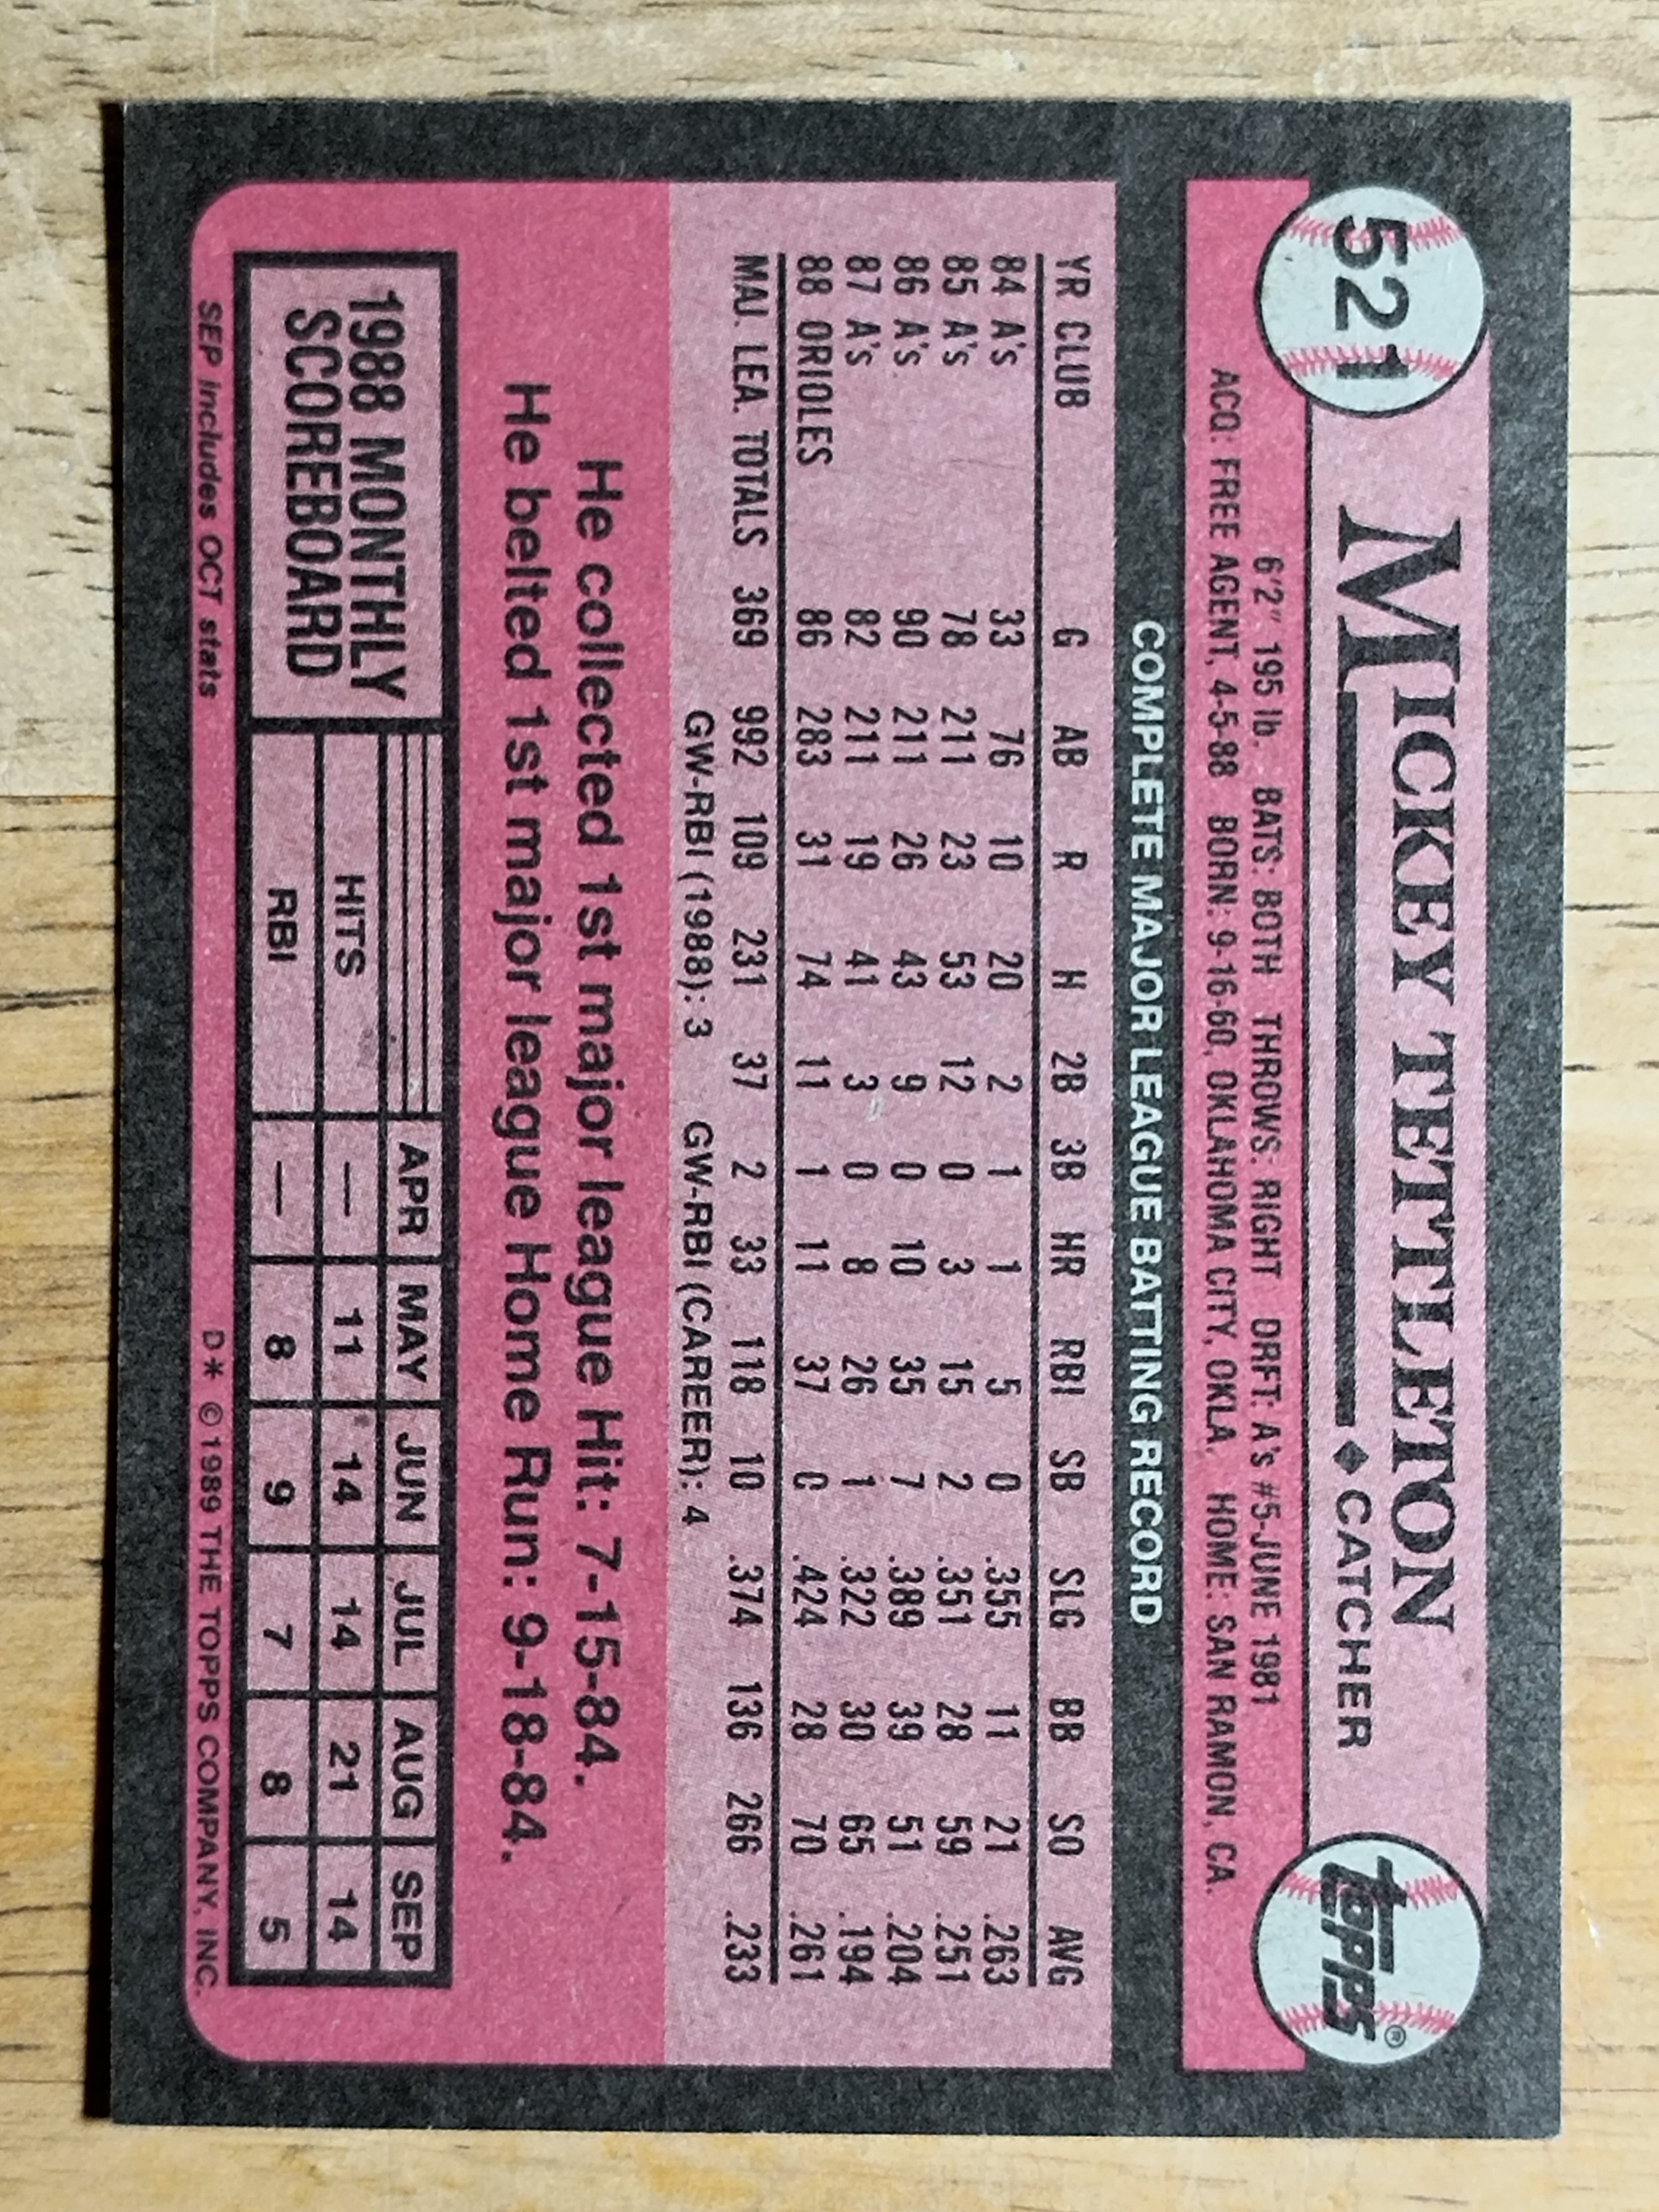 521 MICKEY TETTLETON topps®
◆CATCHER
6'2" 195 lb. BATS: BOTH THROWS: RIGHT DRFT: A's #5-JUNE 1981
ACQ: FREE AGENT, 4-5-88 BORN: 9-16-60, OKLAHOMA CITY, OKLA. HOME: SAN RAMON, CA.
COMPLETE MAJOR LEAGUE BATTING RECORD
YR CLUB G AB R H 2B 3B HR RBI SB SLG BB SO AVG
84 A's 33 76 10 20 2 1 1 5 0 .355 11 21 .263
85 A's 78 211 23 53 12 0 3 15 2 .351 28 59 .251
86 A's 90 211 26 43 9 0 10 35 7 .389 39 51 .204
87 A's 82 211 19 41 3 0 8 26 1 .322 30 65 .194
88 ORIOLES 86 283 31 74 11 1 11 37 0 .424 28 70 .261
MAJ. LEA. TOTALS 369 992 109 231 37 2 33 118 10 .374 136 266 .233
GW-RBI (1988): 3 GW-RBI (CAREER): 4
He collected 1st major league Hit: 7-15-84.
He belted 1st major league Home Run: 9-18-84.
1988 MONTHLY
SCOREBOARD
APR MAY JUN JUL AUG SEP
HITS — 11 14 14 21 14
RBI — 8 9 7 8 5
SEP includes OCT stats D* ©1989 THE TOPPS COMPANY, INC.